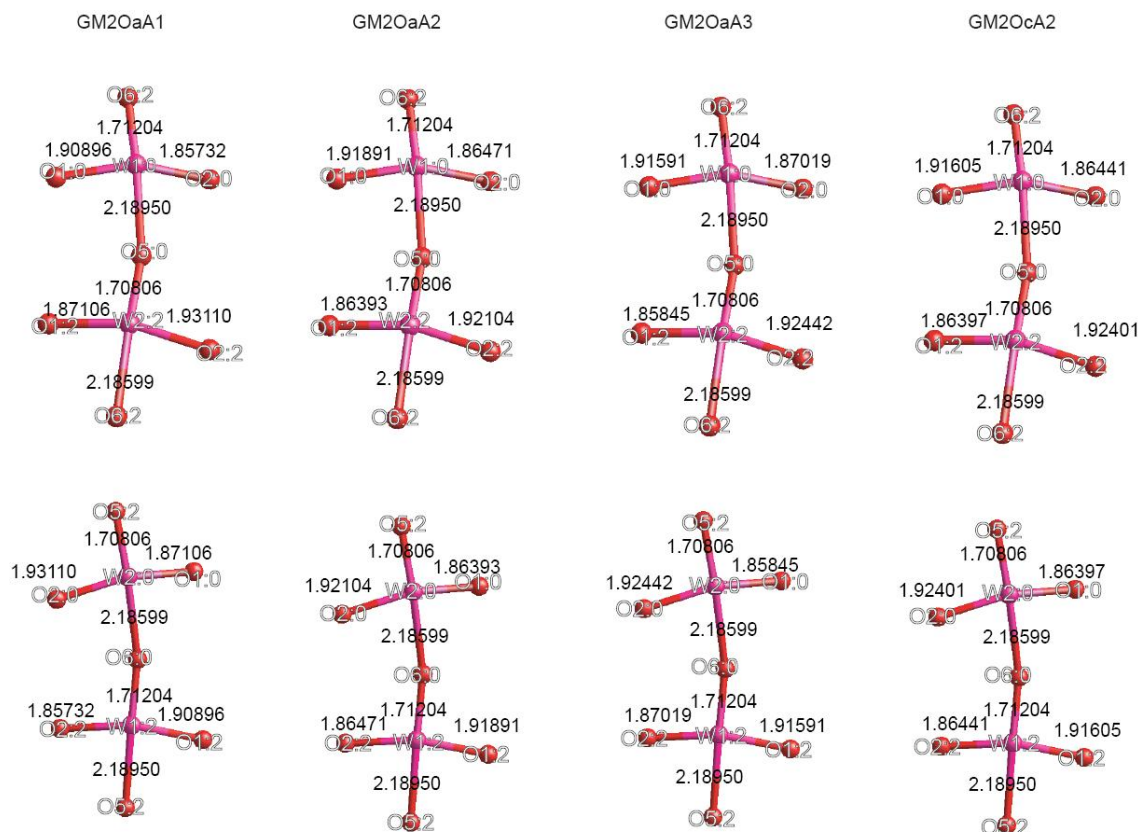 GM2OaA1 GM2OaA2 GM2OaA3 GM2OcA2
O6:2 O6:2 O6:2 O6:2
1.71204 1.71204 1.71204 1.71204
1.90896 1.85732 1.91891 1.86471 1.91591 1.87019 1.91605 1.86441
O1:0 W1:0 O2:0 O1:0 W1:0 O2:0 O1:0 W1:0 O2:0 O1:0 W1:0 O2:0
2.18950 2.18950 2.18950 2.18950
O5:0 O5:0 O5:0 O5:0
1.70806 1.70806 1.70806 1.70806
1.87106 1.93110 1.86393 1.92104 1.85845 1.92442 1.86397 1.92401
O1:2 W2:2 O2:2 O1:2 W2:2 O2:2 O1:2 W2:2 O2:2 O1:2 W2:2 O2:2
2.18599 2.18599 2.18599 2.18599
O6:2 O6:2 O6:2 O6:2
O5:2 O5:2 O5:2 O5:2
1.70806 1.70806 1.70806 1.70806
1.93110 1.87106 1.92104 1.86393 1.92442 1.85845 1.92401 1.86397
O2:0 W2:0 O1:0 O2:0 W2:0 O1:0 O2:0 W2:0 O1:0 O2:0 W2:0 O1:0
2.18599 2.18599 2.18599 2.18599
O6:0 O6:0 O6:0 O6:0
1.71204 1.71204 1.71204 1.71204
1.85732 1.90896 1.86471 1.91891 1.87019 1.91591 1.86441 1.91605
O2:2 W1:2 O1:2 O2:2 W1:2 O1:2 O2:2 W1:2 O1:2 O2:2 W1:2 O1:2
2.18950 2.18950 2.18950 2.18950
O5:2 O5:2 O5:2 O5:2